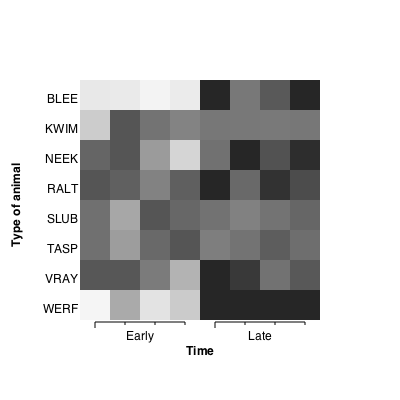 BLEE
KWIM
NEEK
RALT
SLUB
TASP
VRAY
WERF
Type of animal
Early Late
Time